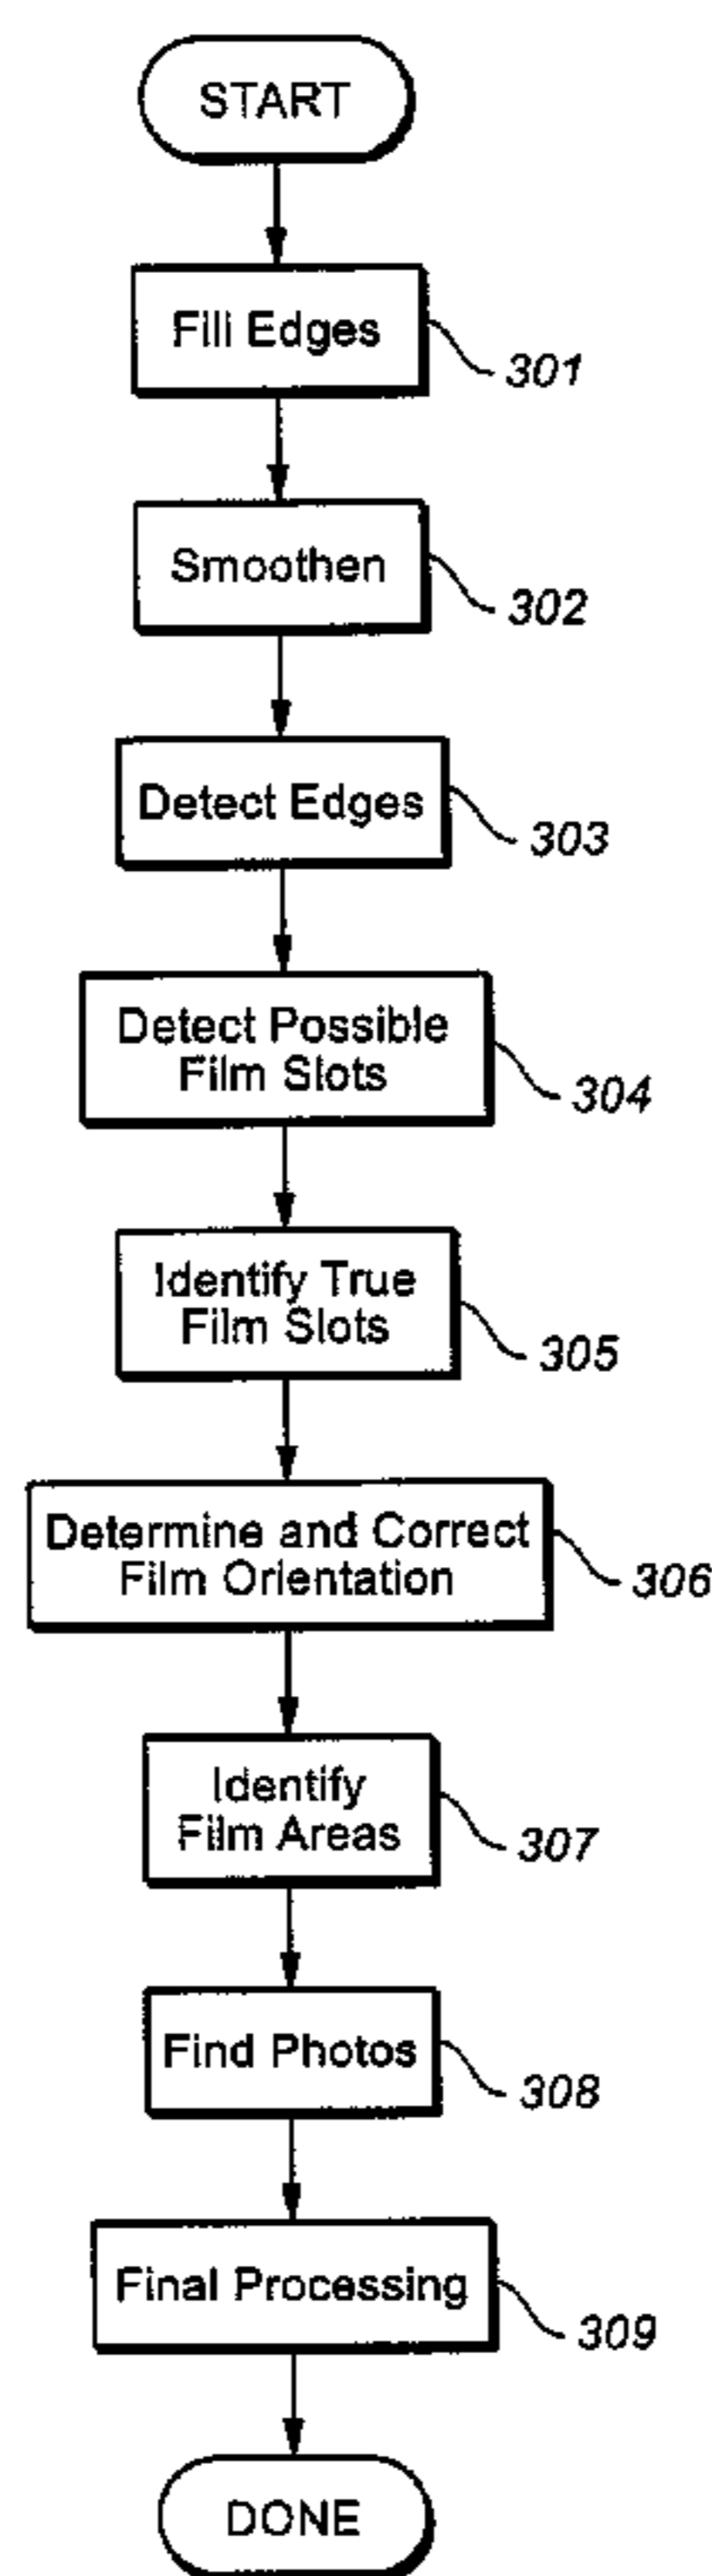 START
Fill Edges
301
Smoothen
302
Detect Edges
303
Detect Possible
Film Slots
304
Identify True
Film Slots
305
Determine and Correct
Film Orientation
306
Identify
Film Areas
307
Find Photos
308
Final Processing
309
DONE